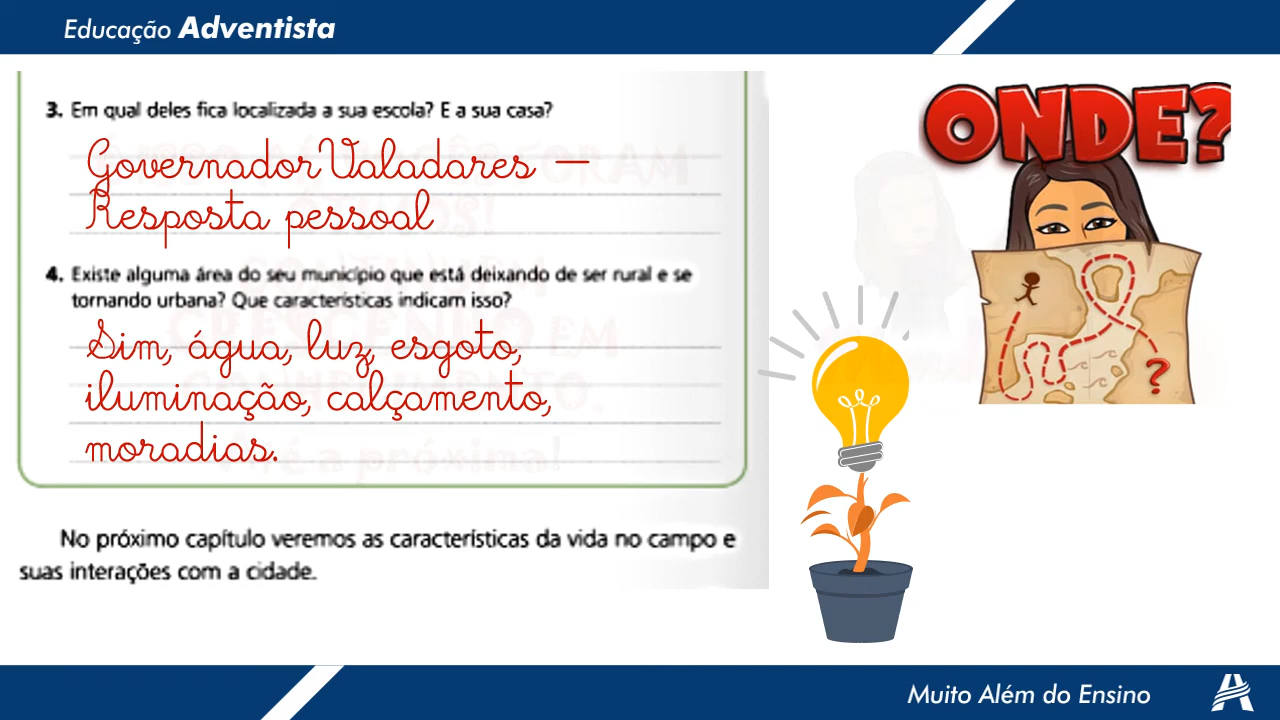 Educação Adventista
3. Em qual deles fica localizada a sua escola? E a sua casa?
Governador Valadares –
Resposta pessoal
4. Existe alguma área do seu município que está deixando de ser rural e se
tornando urbana? Que características indicam isso?
Sim, água, luz, esgoto,
iluminação, calçamento,
moradias.
No próximo capítulo veremos as características da vida no campo e
suas interações com a cidade.
ONDE?
?
Muito Além do Ensino